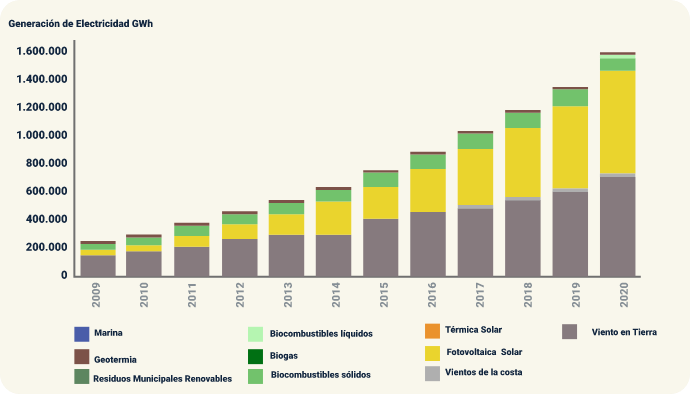 Generación de Electricidad GWh
1.600.000
1.400.000
1.200.000
1.000.000
800.000
600.000
400.000
200.000
0
2009 2010 2011 2012 2013 2014 2015 2016 2017 2018 2019 2020
Marina
Geotermia
Residuos Municipales Renovables
Biocombustibles líquidos
Biogas
Biocombustibles sólidos
Térmica Solar
Fotovoltaica Solar
Vientos de la costa
Viento en Tierra